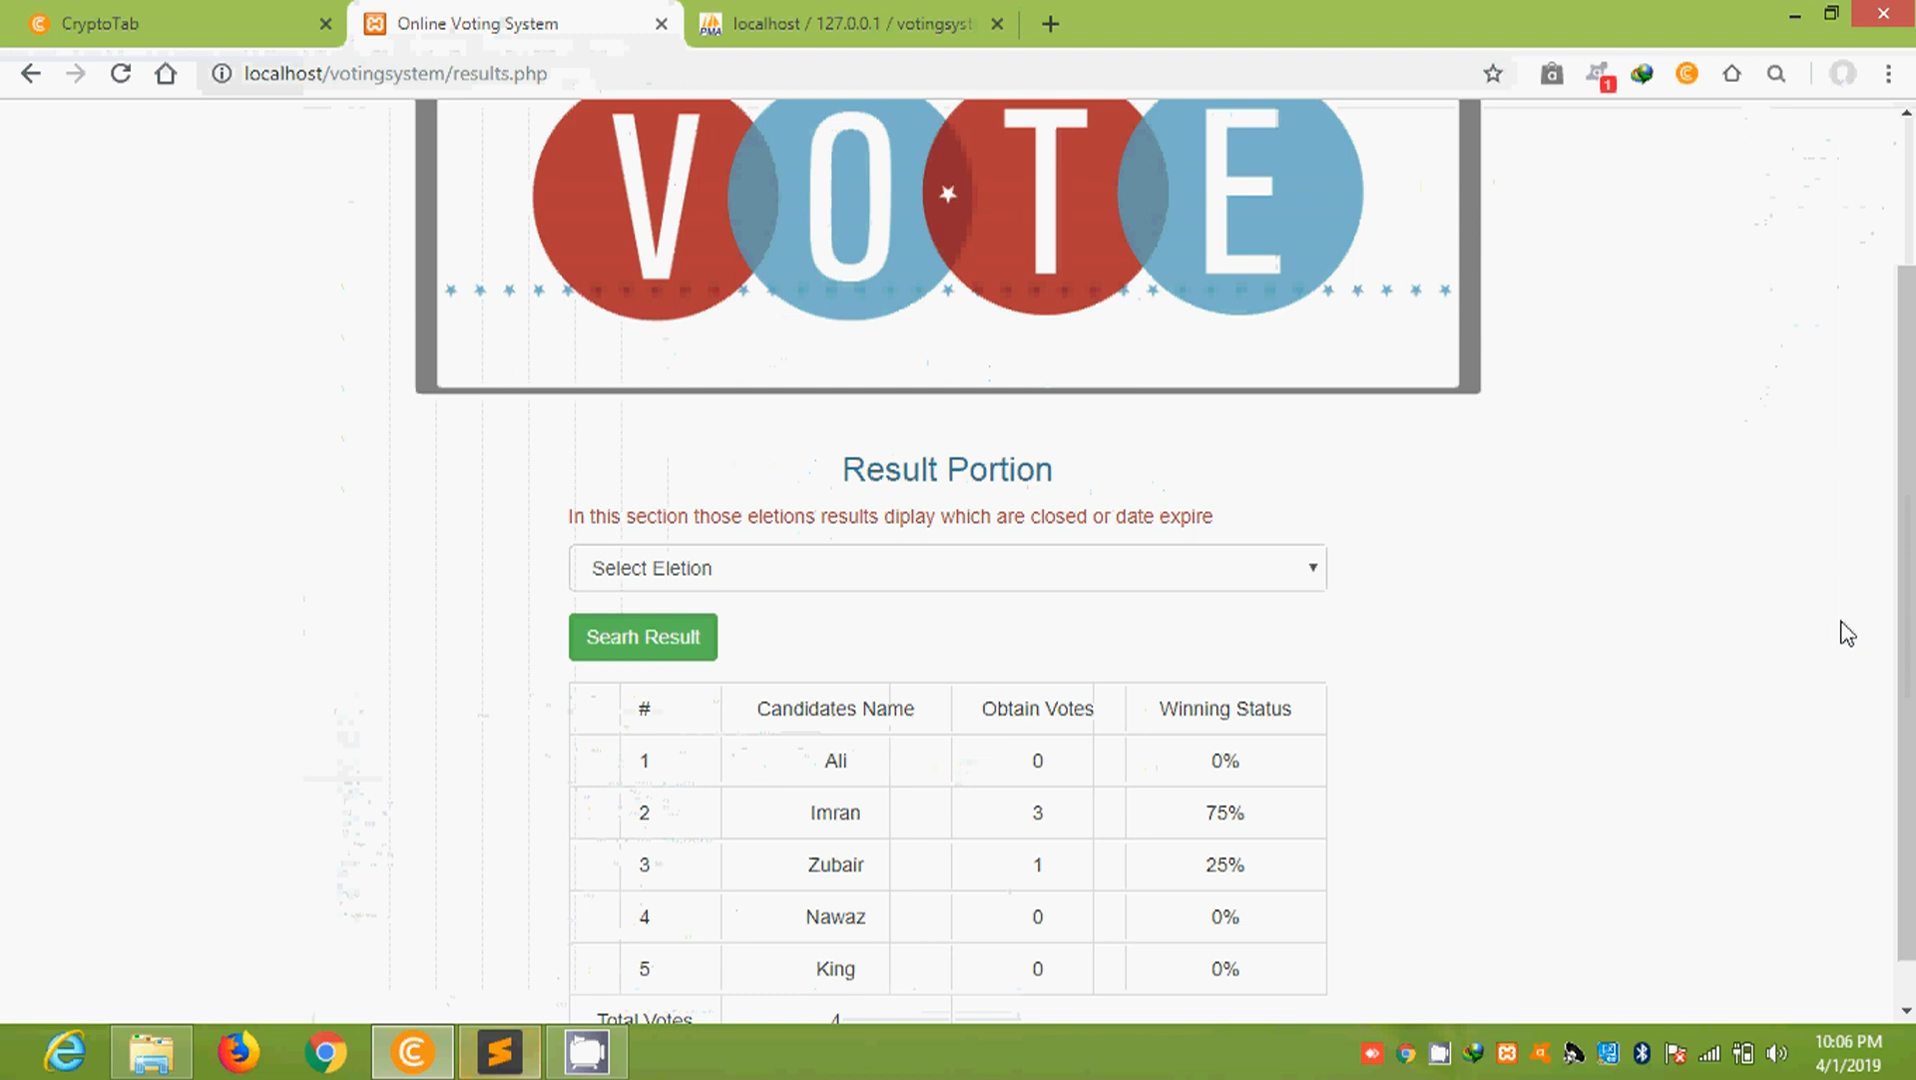 CryptoTab
Online Voting System
localhost / 127.0.0.1 / votingsyst
localhost/votingsystem/results.php
1
VOTE
Result Portion
In this section those eletions results diplay which are closed or date expire
Select Eletion
Searh Result
# Candidates Name Obtain Votes Winning Status
1 Ali 0 0%
2 Imran 3 75%
3 Zubair 1 25%
4 Nawaz 0 0%
5 King 0 0%
Total Votes 4
10:06 PM
4/1/2019